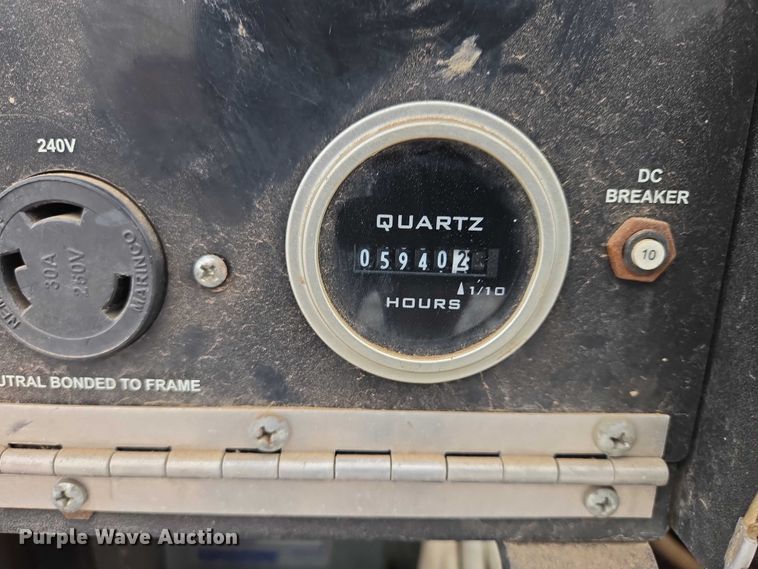 240V
30A
250V
MARINCO
NEM
UTRAL BONDED TO FRAME
QUARTZ
059402
1/10
HOURS
DC
BREAKER
10
Purple Wave Auction